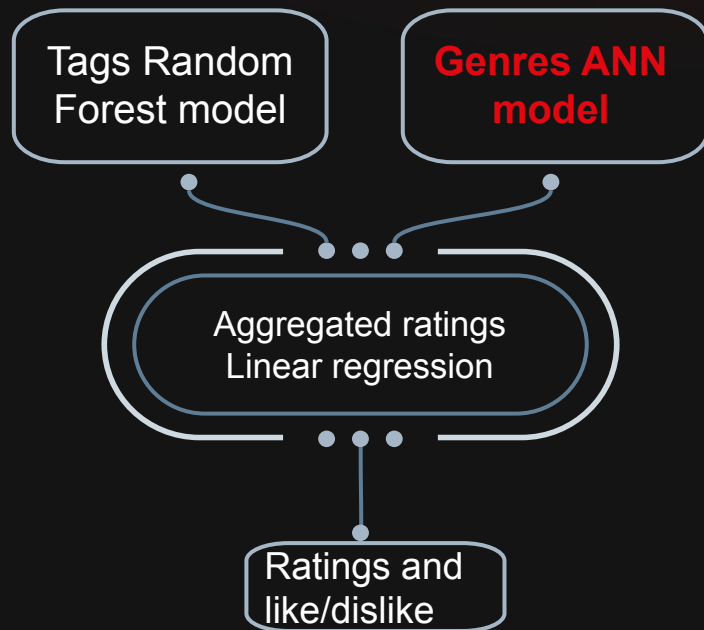 Tags Random
Forest model
Genres ANN
model
Aggregated ratings
Linear regression
Ratings and
like/dislike